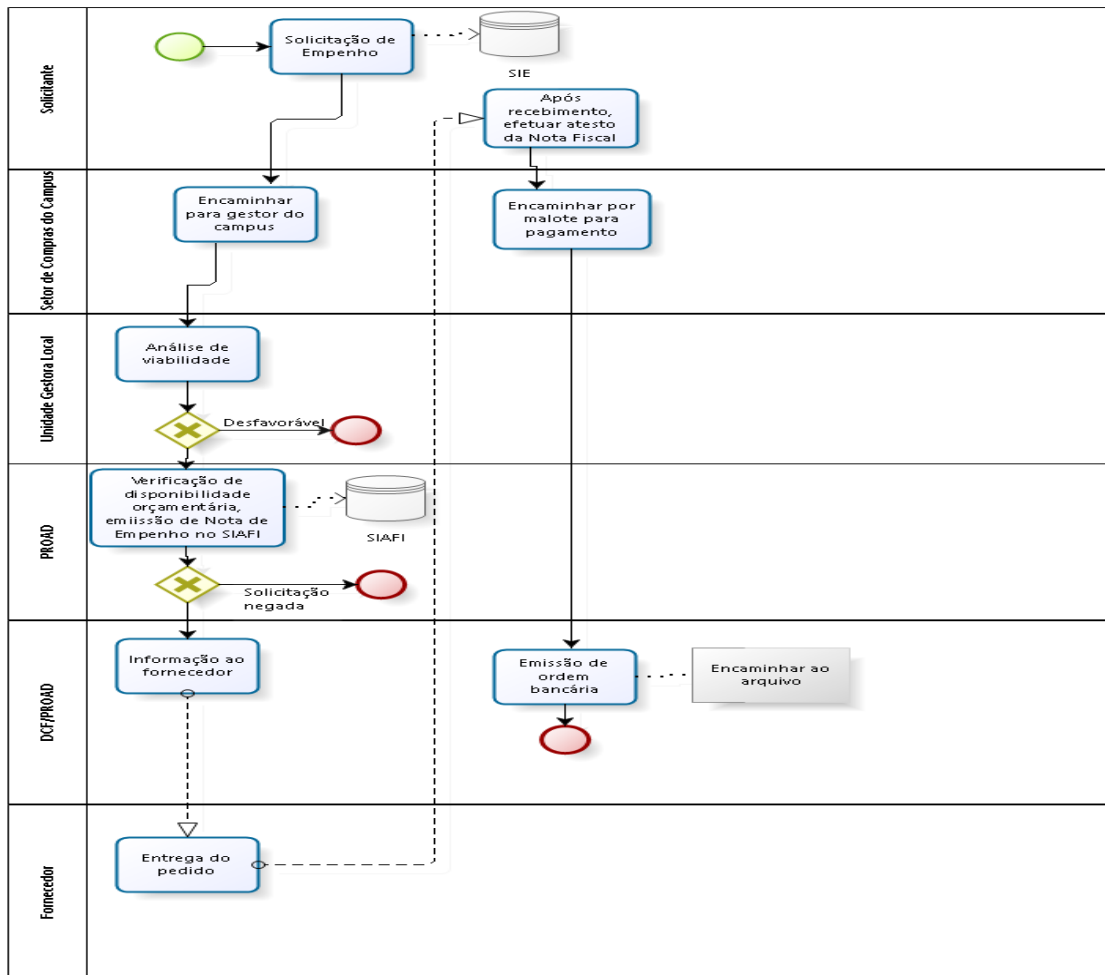 Solicitante
Solicitação de
Empenho
SIE
Após
recebimento,
efetuar atesto
da Nota Fiscal
Setor de Compras do Campus
Encaminhar
para gestor do
campus
Encaminhar por
malote para
pagamento
Unidade Gestora Local
Análise de
viabilidade
Desfavorável
PROAD
Verificação de
disponibilidade
orçamentária,
emiissão de Nota de
Empenho no SIAFI
SIAFI
Solicitação
negada
DCF/PROAD
Informação ao
fornecedor
Emissão de
ordem
bancária
Encaminhar ao
arquivo
Fornecedor
Entrega do
pedido